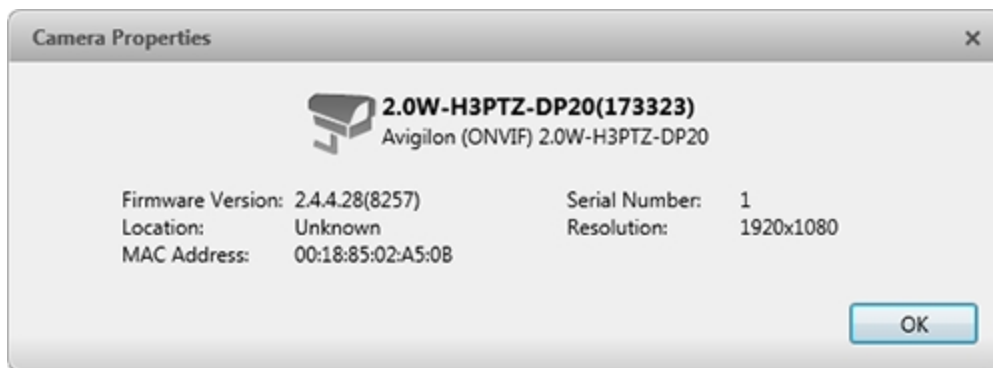 Camera Properties
2.0W-H3PTZ-DP20(173323)
Avigilon (ONVIF) 2.0W-H3PTZ-DP20
Firmware Version: 2.4.4.28(8257) Serial Number: 1
Location: Unknown Resolution: 1920x1080
MAC Address: 00:18:85:02:A5:0B
OK